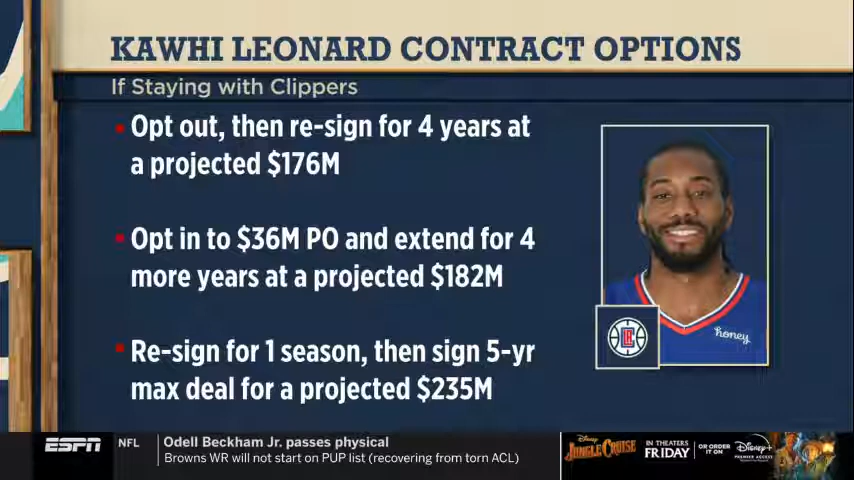 KAWHI LEONARD CONTRACT OPTIONS
If Staying with Clippers
Opt out, then re-sign for 4 years at
a projected $176M
Opt in to $36M PO and extend for 4
more years at a projected $182M
Re-sign for 1 season, then sign 5-yr
max deal for a projected $235M
honey
ESPN
NFL
Odell Beckham Jr. passes physical
Browns WR will not start on PUP list (recovering from torn ACL)
Disney
JUNGLE CRUISE
IN THEATERS
FRIDAY
OR ORDER
IT ON
Disney+
PREMIER ACCESS